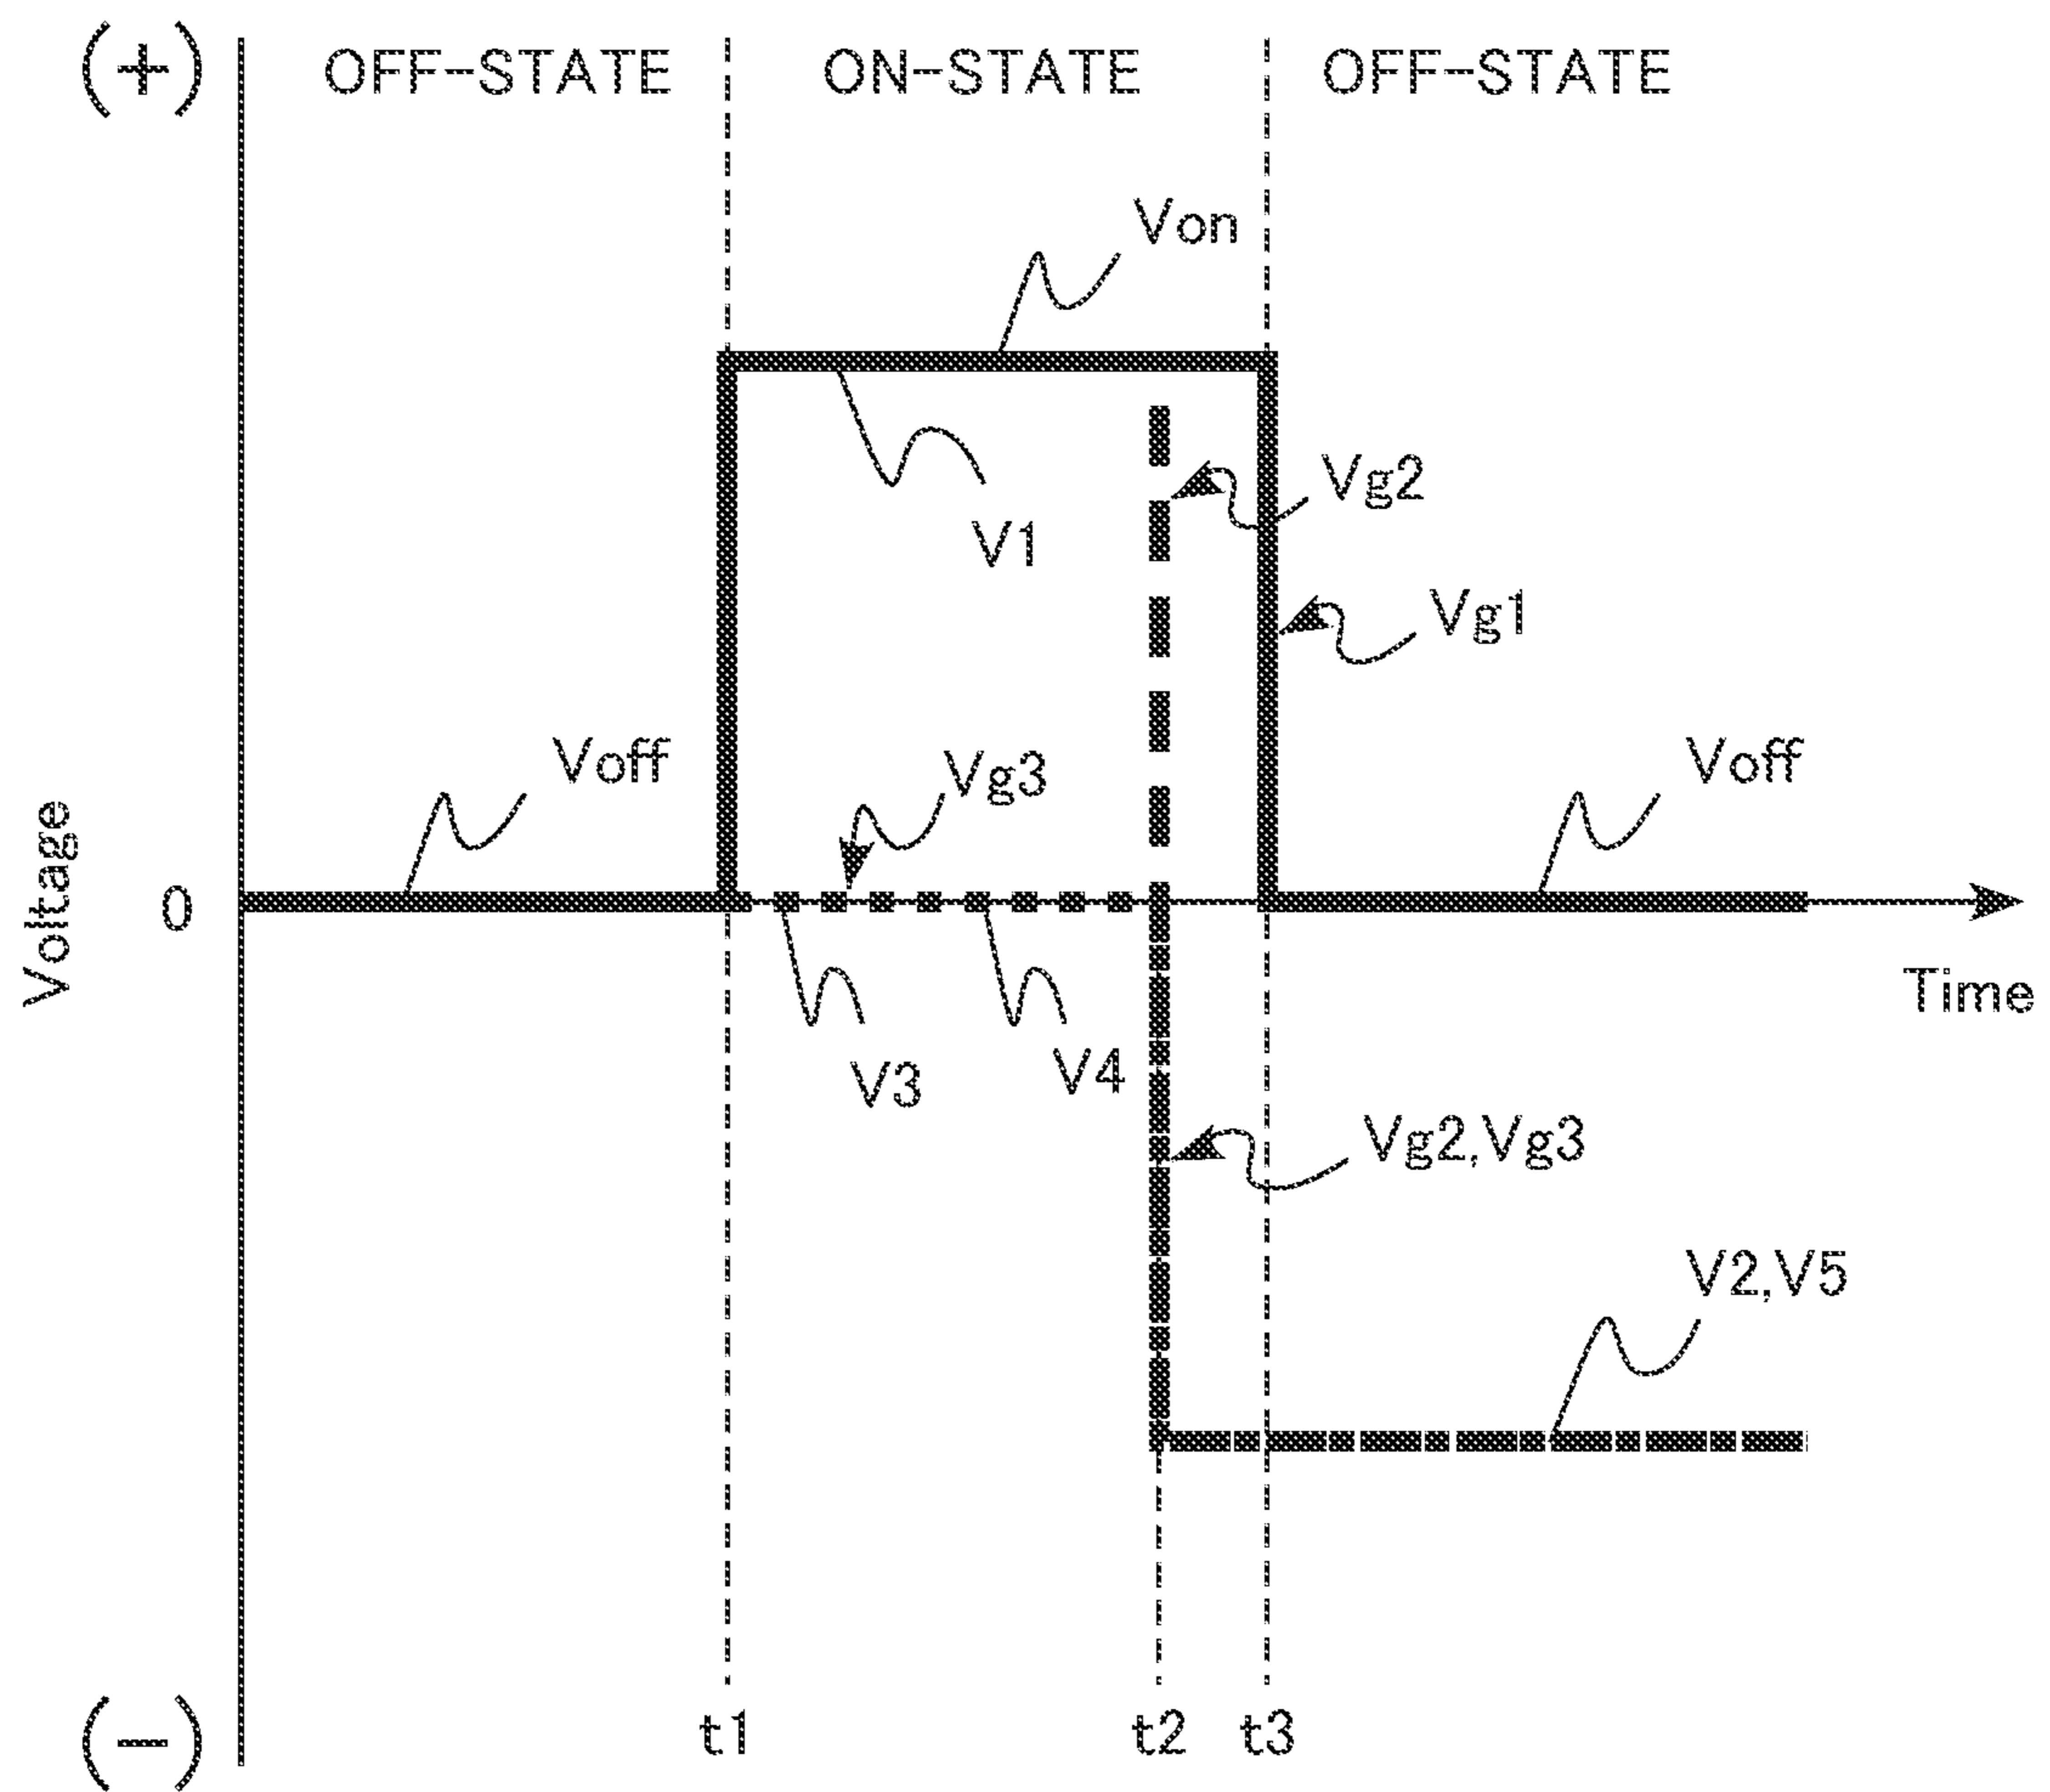 (+)
OFF-STATE
ON-STATE
OFF-STATE
Von
Vg2
V1
Vg1
Voff
Vg3
Voff
0
Voltage
Time
V3
V4
Vg2,Vg3
V2,V5
(-)
t1
t2
t3